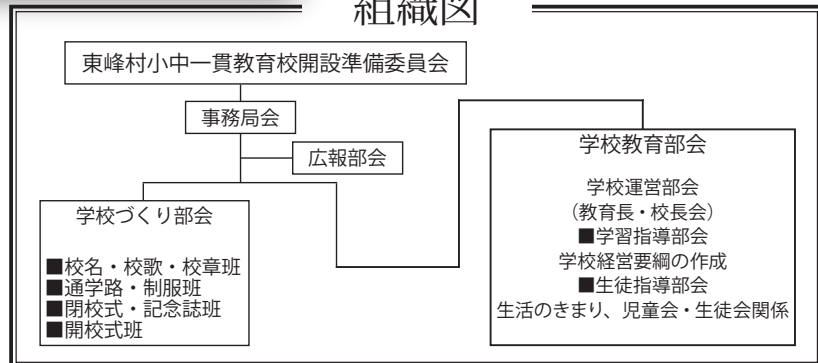 組織図
東峰村小中一貫教育校開設準備委員会
事務局会
広報部会
学校づくり部会
■校名・校歌・校章班
■通学路・制服班
■閉校式・記念誌班
■開校式班
学校教育部会
学校運営部会
（教育長・校長会）
■学習指導部会
学校経営要綱の作成
■生徒指導部会
生活のきまり、児童会・生徒会関係